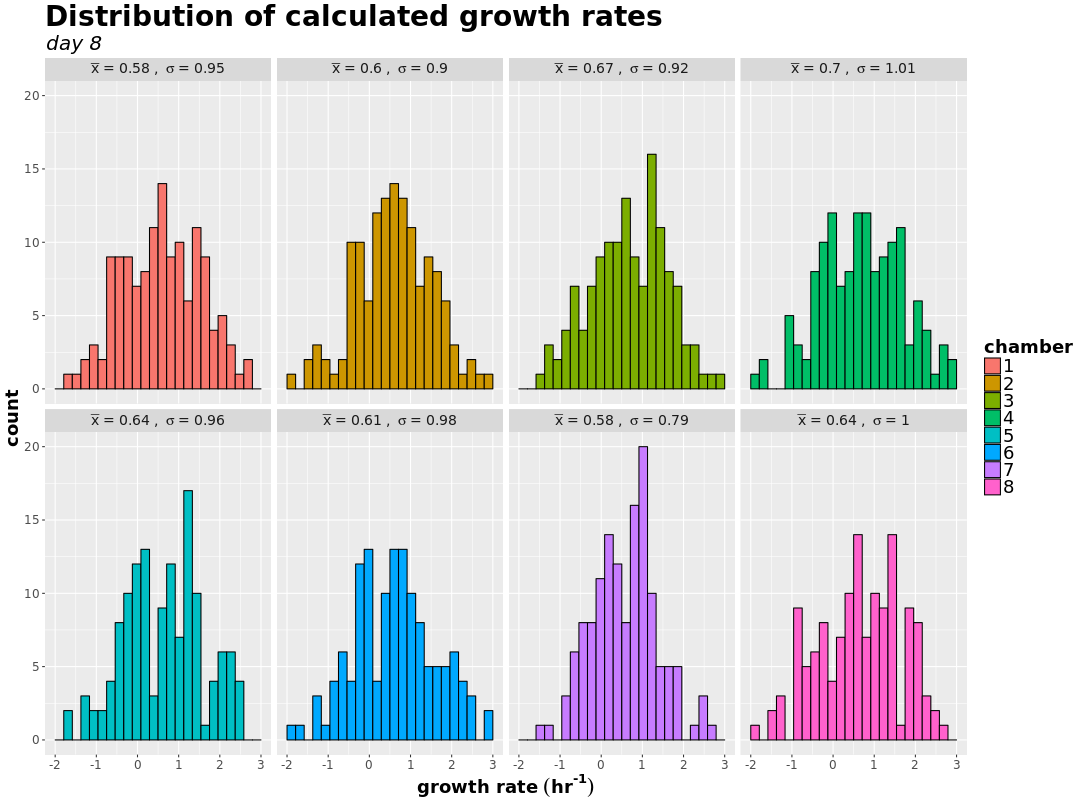 Distribution of calculated growth rates
day 8
x̅ = 0.58 , σ = 0.95
x̅ = 0.6 , σ = 0.9
x̅ = 0.67 , σ = 0.92
x̅ = 0.7 , σ = 1.01
20
15
10
5
0
count
x̅ = 0.64 , σ = 0.96
x̅ = 0.61 , σ = 0.98
x̅ = 0.58 , σ = 0.79
x̅ = 0.64 , σ = 1
20
15
10
5
0
-2 -1 0 1 2 3
-2 -1 0 1 2 3
-2 -1 0 1 2 3
-2 -1 0 1 2 3
growth rate (hr⁻¹)
chamber
1
2
3
4
5
6
7
8